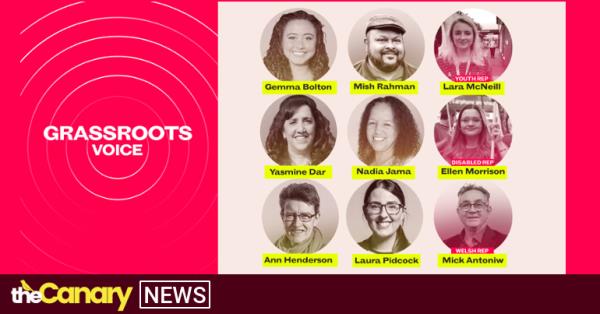 GRASSROOTS
VOICE
Gemma Bolton
Mish Rahman
YOUTH REP
Lara McNeill
Yasmine Dar
Nadia Jama
DISABLED REP
Ellen Morrison
Ann Henderson
Laura Pidcock
WELSH REP
Mick Antoniw
theCanary NEWS